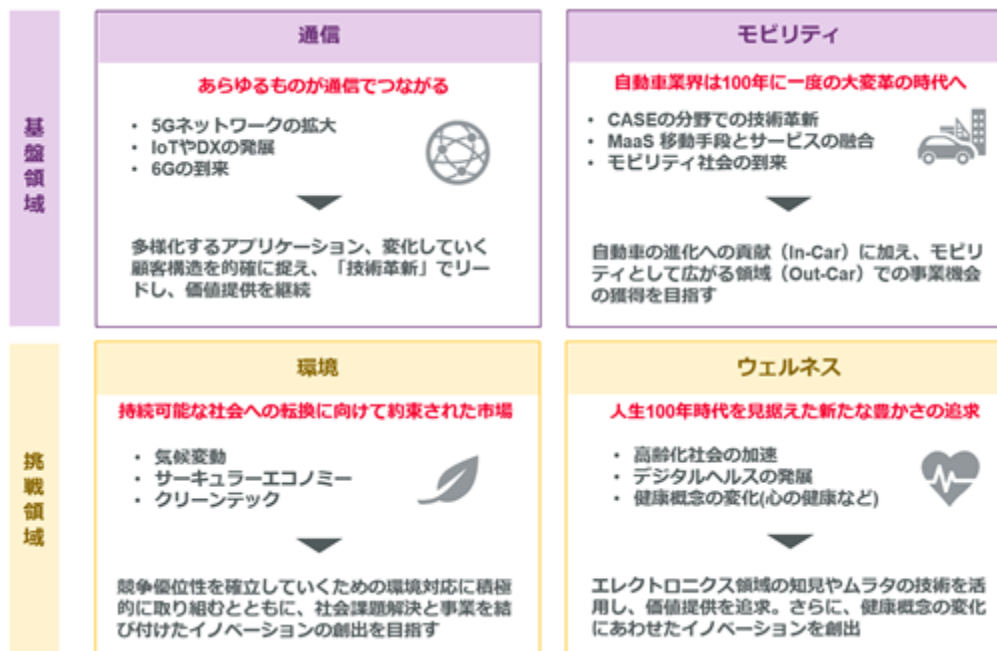 基盤領域
通信
あらゆるものが通信でつながる
• 5Gネットワークの拡大
• IoTやDXの発展
• 6Gの到来
多様化するアプリケーション、変化していく
顧客構造を的確に捉え、「技術革新」でリー
ドし、価値提供を継続
モビリティ
自動車業界は100年に一度の大変革の時代へ
• CASEの分野での技術革新
• MaaS 移動手段とサービスの融合
• モビリティ社会の到来
自動車の進化への貢献（In-Car）に加え、モビリ
ティとして広がる領域（Out-Car）での事業機会
の獲得を目指す
挑戦領域
環境
持続可能な社会への転換に向けて約束された市場
• 気候変動
• サーキュラーエコノミー
• クリーンテック
競争優位性を確立していくための環境対応に積極
的に取り組むとともに、社会課題解決と事業を結
び付けたイノベーションの創出を目指す
ウェルネス
人生100年時代を見据えた新たな豊かさの追求
• 高齢化社会の加速
• デジタルヘルスの発展
• 健康概念の変化(心の健康など)
エレクトロニクス領域の知見やムラタの技術を活
用し、価値提供を追求。さらに、健康概念の変化
にあわせたイノベーションを創出